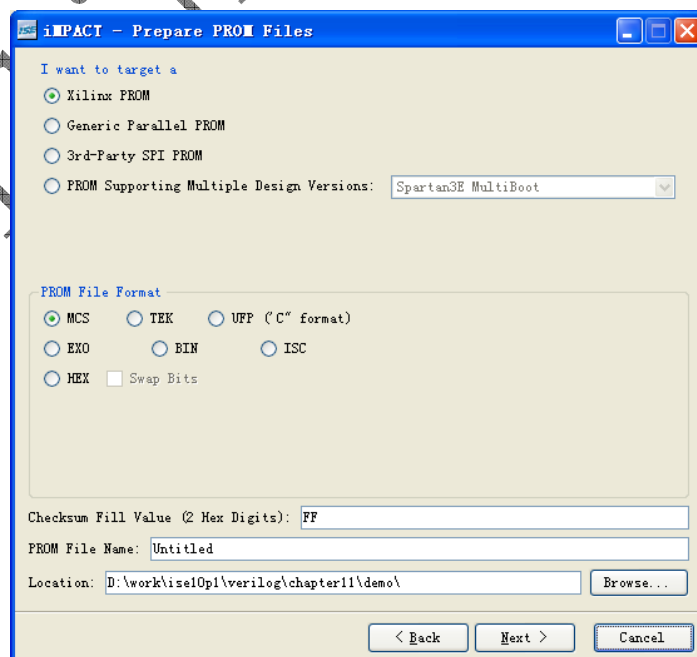 ISE iMPACT - Prepare PROM Files
I want to target a
Xilinx PROM
Generic Parallel PROM
3rd-Party SPI PROM
PROM Supporting Multiple Design Versions: Spartan3E MultiBoot
PROM File Format
MCS TEK UFP ("C" format)
EXO BIN ISC
HEX Swap Bits
Checksum Fill Value (2 Hex Digits): FF
PROM File Name: Untitled
Location: D:\work\ise10p1\verilog\chapter11\demo\ Browse...
< Back Next > Cancel